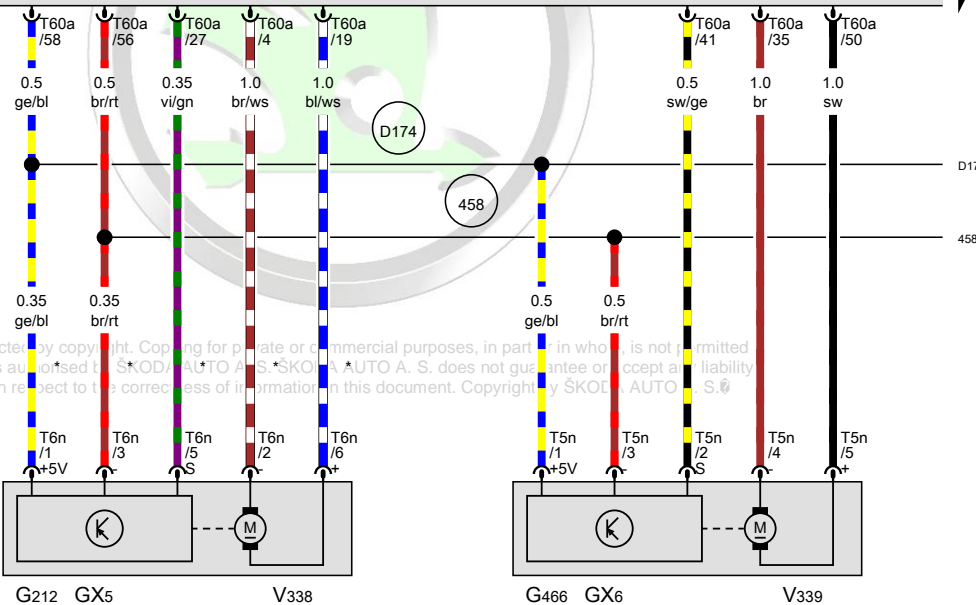 T60a T60a T60a T60a T60a T60a T60a T60a
/58 /56 /27 /4 /19 /41 /35 /50
0.5 0.5 0.35 1.0 1.0 0.5 1.0 1.0
ge/bl br/rt vi/gn br/ws bl/ws sw/ge br sw
D174
D17
458
458
0.35 0.35 0.5 0.5
ge/bl br/rt ge/bl br/rt
* * * * *
T6n T6n T6n T6n T6n T5n T5n T5n T5n T5n
/1 /3 /5 /2 /6 /1 /3 /2 /4 /5
+5V - S - + +5V - S - +
M M
G212 GX5 V338 G466 GX6 V339